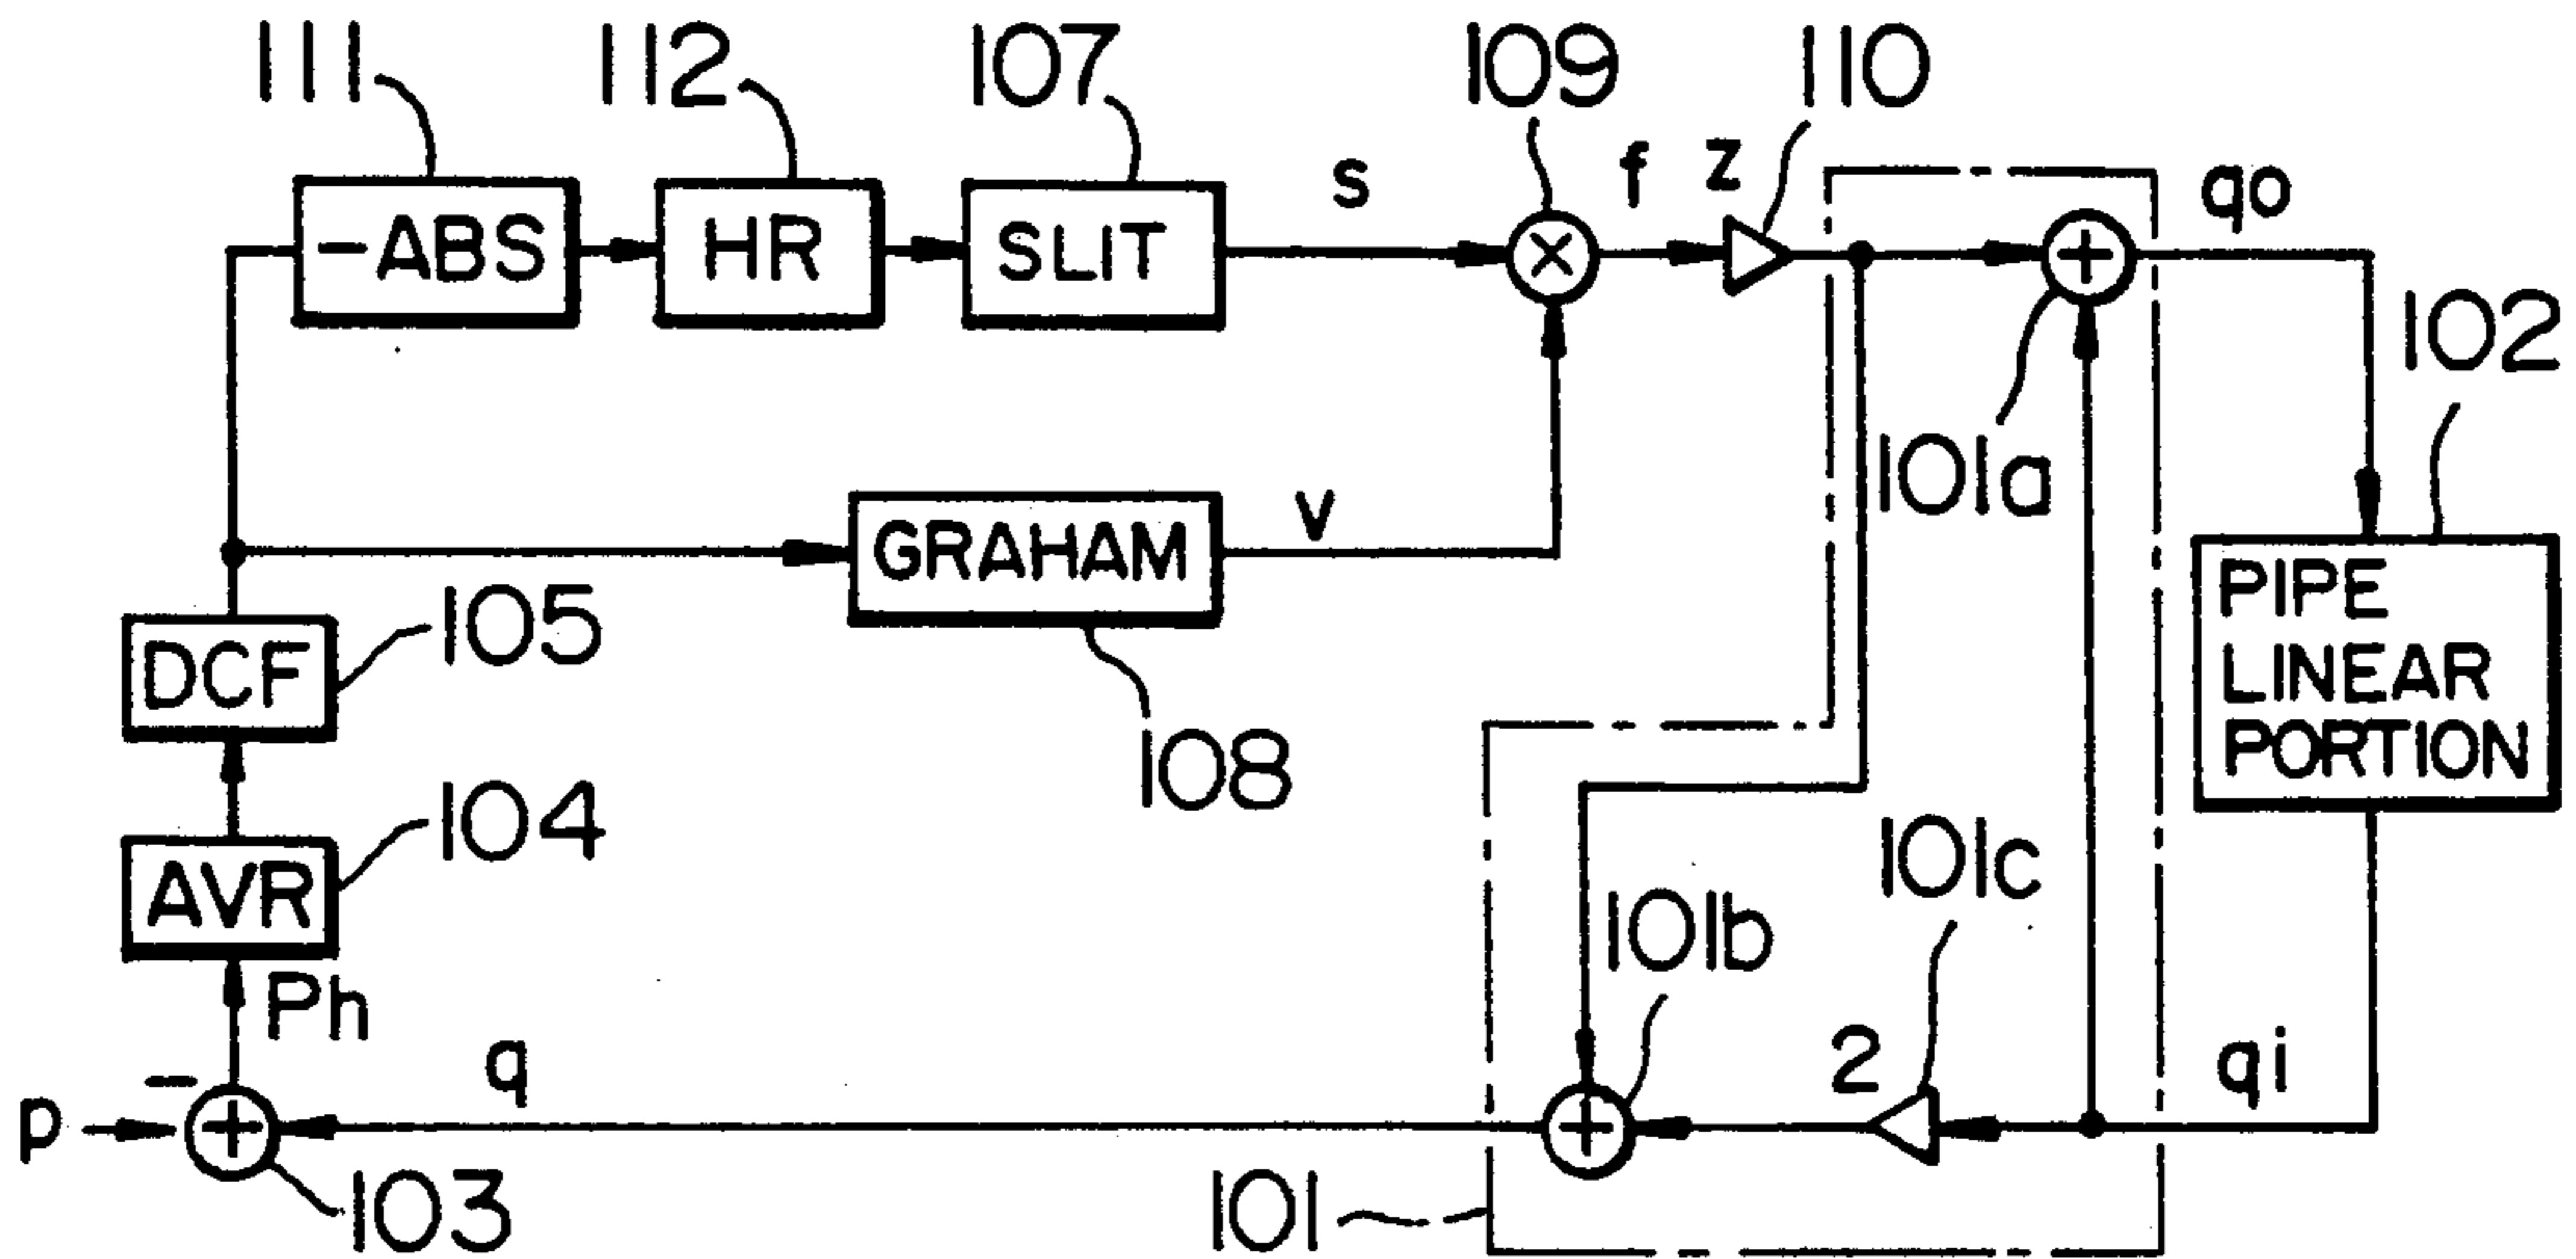 111
112
107
109
110
-ABS
HR
SLIT
s
×
f
z
+
qo
102
101a
GRAHAM
v
PIPE
LINEAR
PORTION
DCF
105
108
AVR
104
101c
101b
Ph
2
qi
p
−
+
q
+
103
101